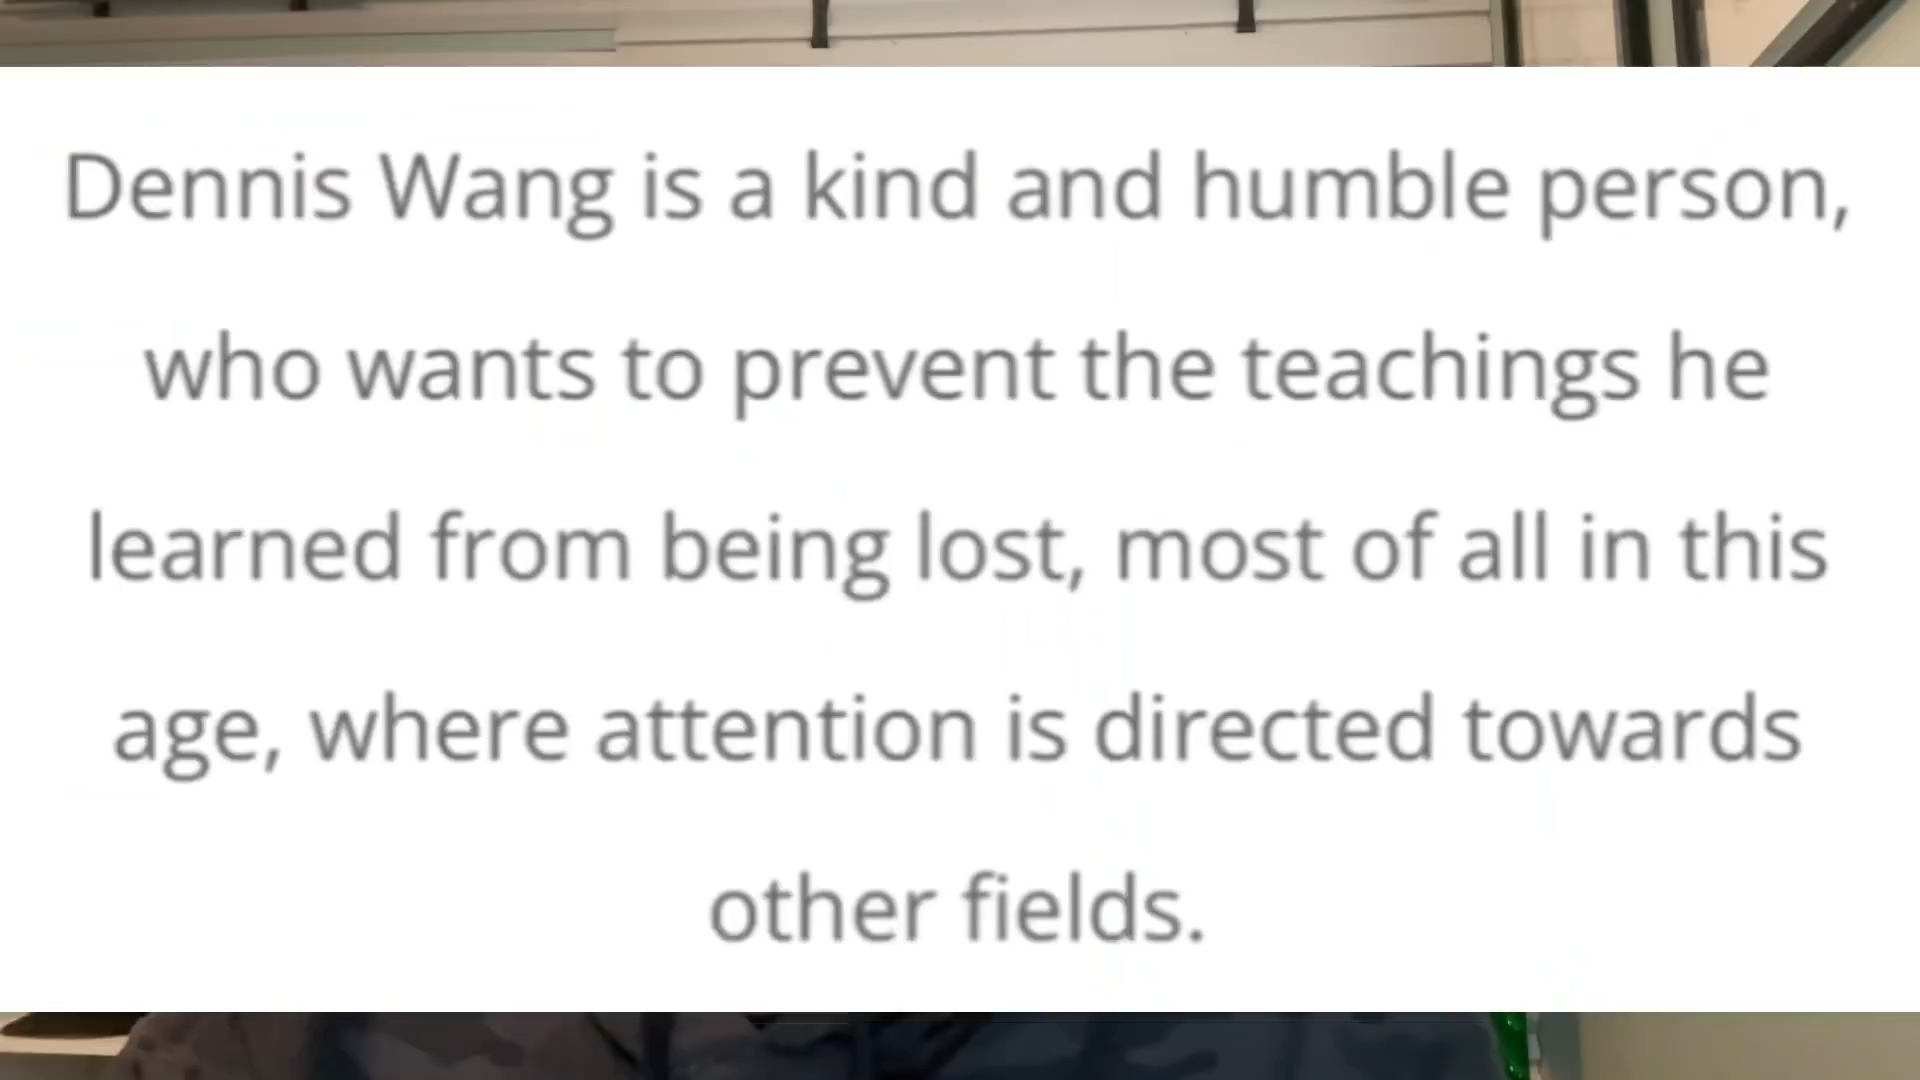 Dennis Wang is a kind and humble person,
who wants to prevent the teachings he
learned from being lost, most of all in this
age, where attention is directed towards
other fields.